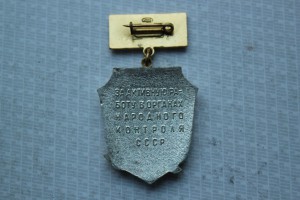 ЗА АКТИВНУЮ РА-
БОТУ В ОРГАНАХ
НАРОДНОГО
КОНТРОЛЯ
СССР